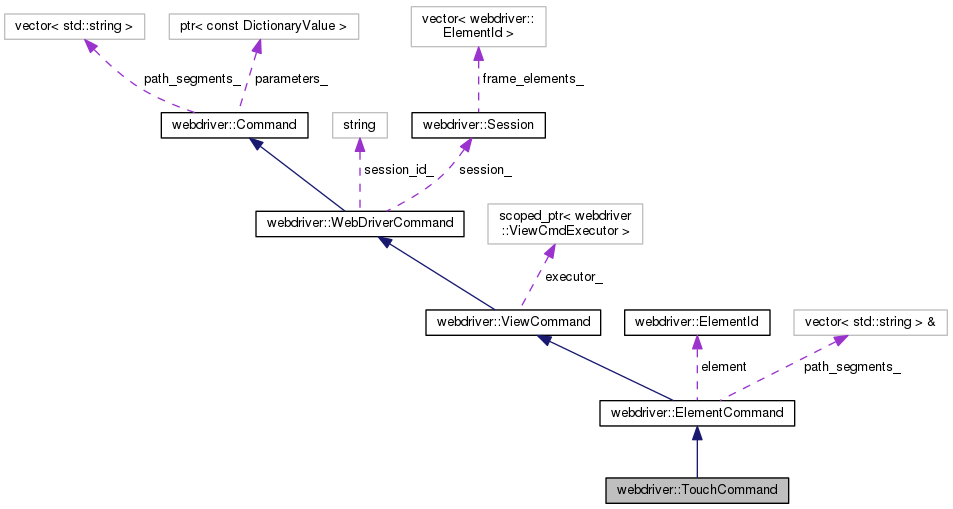 vector< std::string >
ptr< const DictionaryValue >
vector< webdriver::
ElementId >
path_segments_
parameters_
frame_elements_
webdriver::Command
string
webdriver::Session
session_id_
session_
webdriver::WebDriverCommand
scoped_ptr< webdriver
::ViewCmdExecutor >
executor_
webdriver::ViewCommand
webdriver::ElementId
vector< std::string > &
element
path_segments_
webdriver::ElementCommand
webdriver::TouchCommand